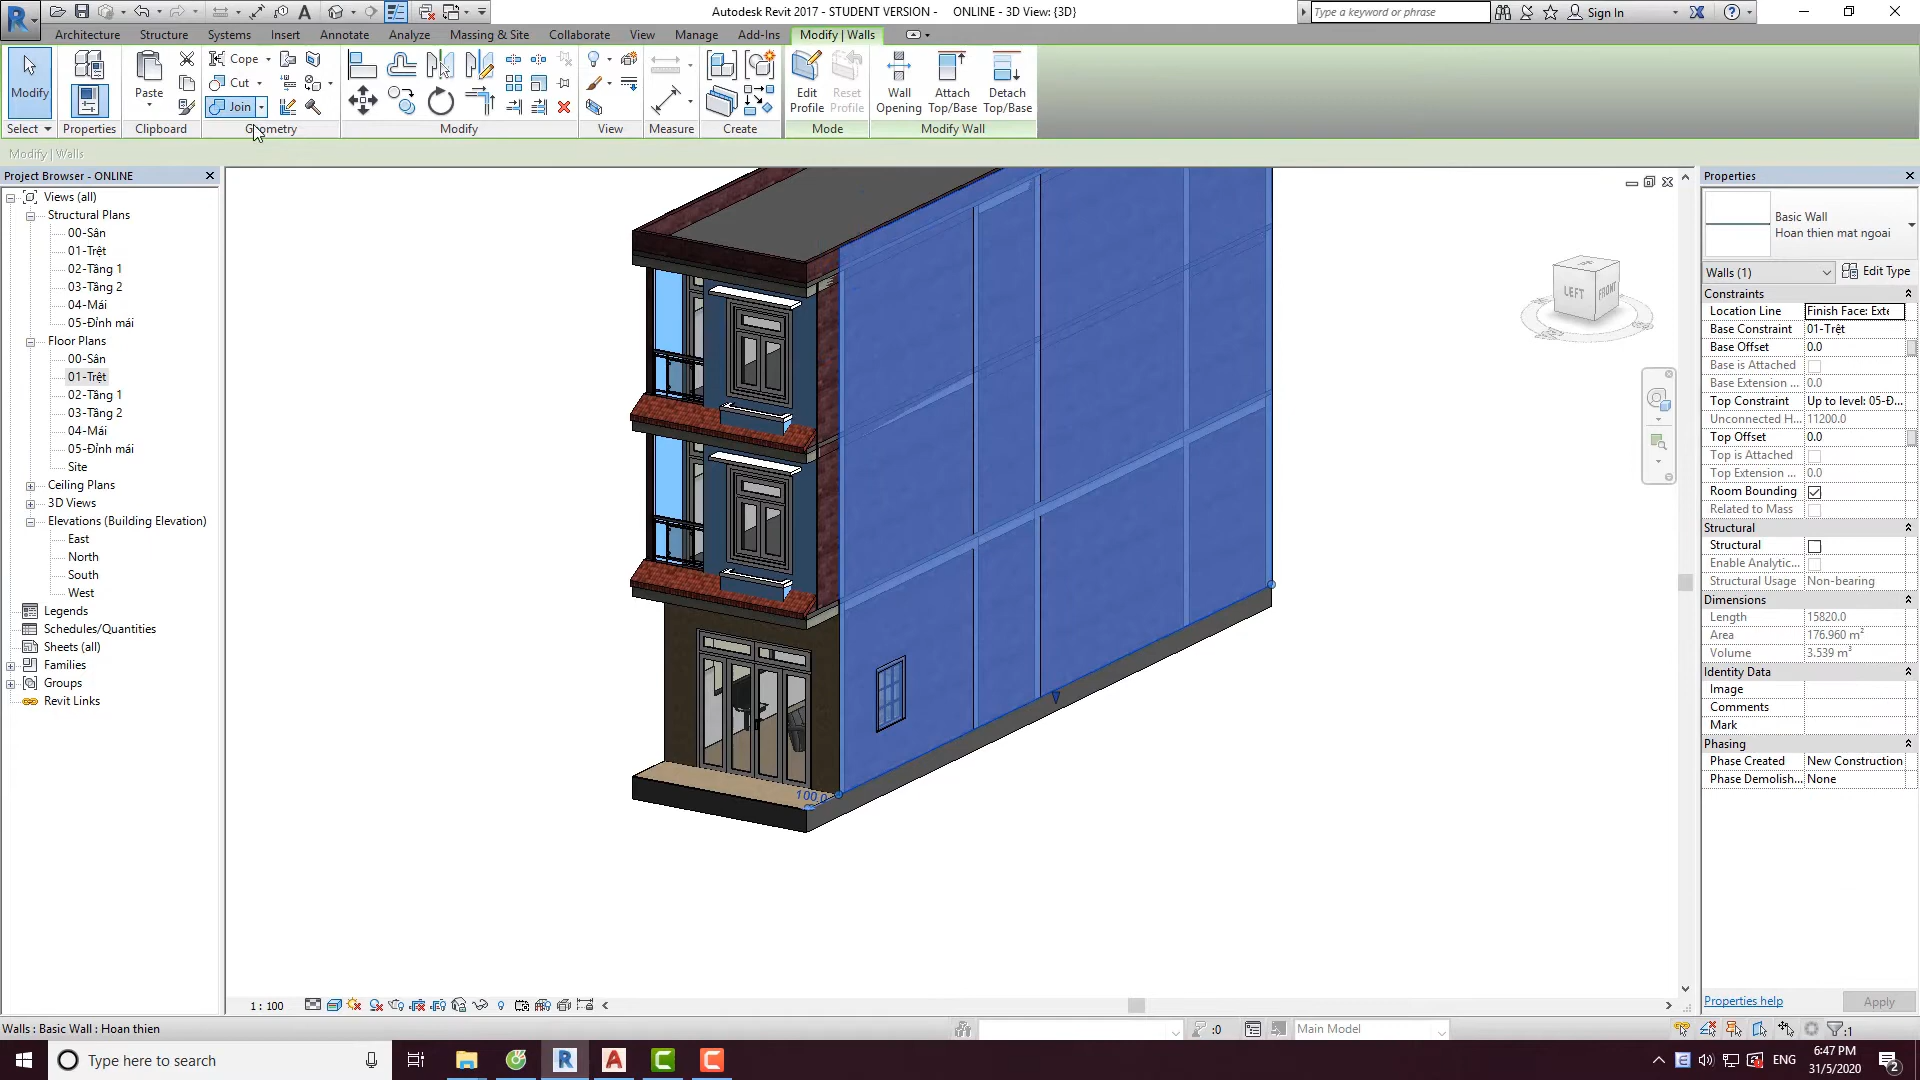 Autodesk Revit 2017 - STUDENT VERSION - ONLINE - 3D View: {3D}
Type a keyword or phrase
Sign In
Architecture Structure Systems Insert Annotate Analyze Massing & Site Collaborate View Manage Add-Ins Modify | Walls
Cope
Cut
Join
Modify
Paste
Edit Profile
Reset Profile
Wall Opening
Attach Top/Base
Detach Top/Base
Select Properties Clipboard Geometry Modify View Measure Create Mode Modify Wall
Modify | Walls
Project Browser - ONLINE
Views (all)
Structural Plans
00-Sân
01-Trệt
02-Tầng 1
03-Tầng 2
04-Mái
05-Đỉnh mái
Floor Plans
00-Sân
01-Trệt
02-Tầng 1
03-Tầng 2
04-Mái
05-Đỉnh mái
Site
Ceiling Plans
3D Views
Elevations (Building Elevation)
East
North
South
West
Legends
Schedules/Quantities
Sheets (all)
Families
Groups
Revit Links
LEFT
FRONT
100.0
Properties
Basic Wall
Hoan thien mat ngoai
Walls (1)
Edit Type
Constraints
Location Line Finish Face: Exte
Base Constraint 01-Trệt
Base Offset 0.0
Base is Attached
Base Extension ... 0.0
Top Constraint Up to level: 05-Đ...
Unconnected H... 11200.0
Top Offset 0.0
Top is Attached
Top Extension ... 0.0
Room Bounding
Related to Mass
Structural
Structural
Enable Analytic...
Structural Usage Non-bearing
Dimensions
Length 15820.0
Area 176.960 m²
Volume 3.539 m³
Identity Data
Image
Comments
Mark
Phasing
Phase Created New Construction
Phase Demolish... None
Properties help
Apply
1 : 100
Walls : Basic Wall : Hoan thien
:0
Main Model
:1
Type here to search
ENG
6:47 PM
31/5/2020
2